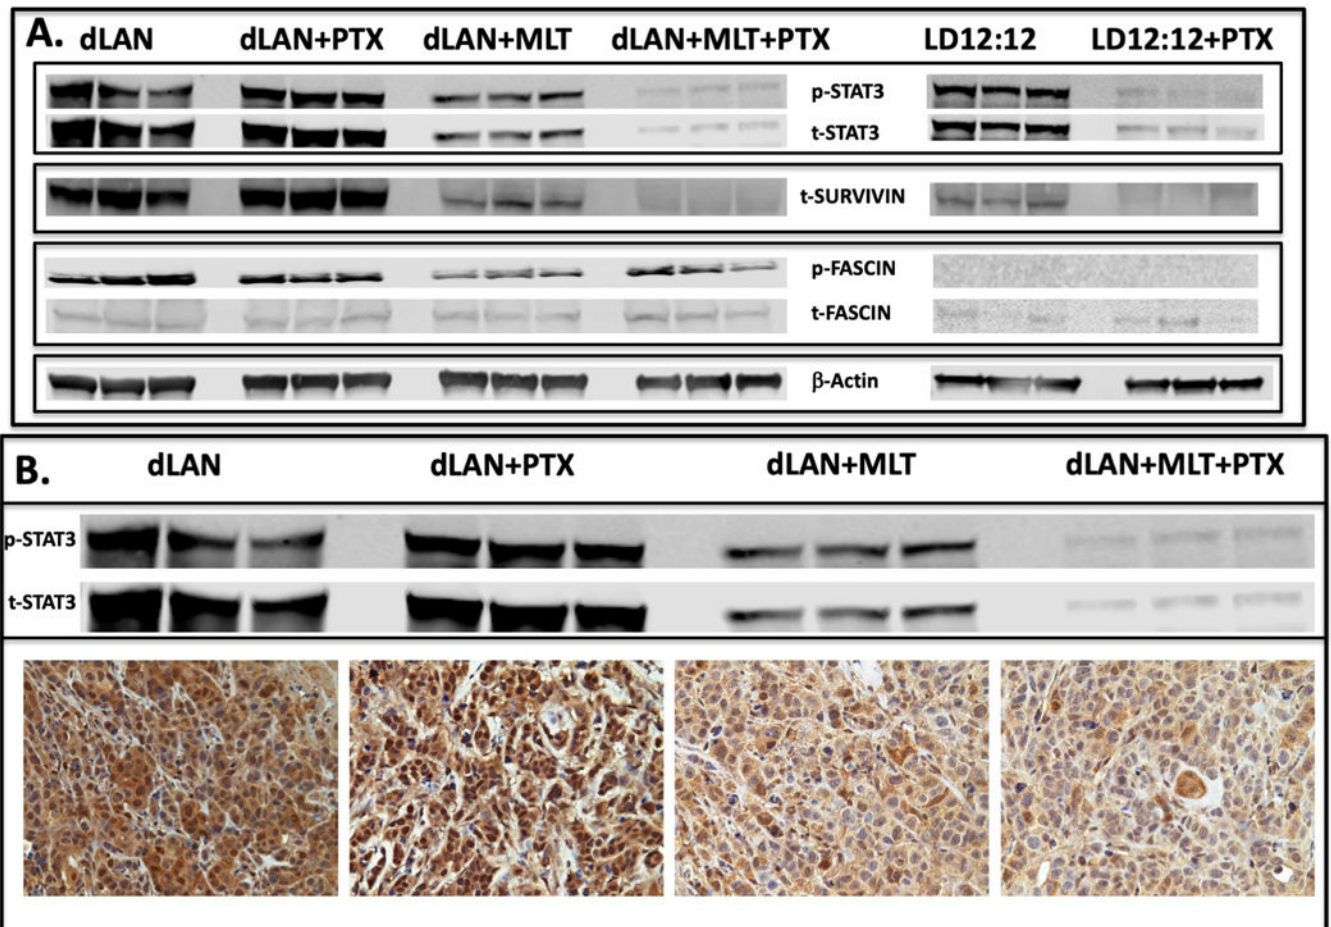 A. dLAN dLAN+PTX dLAN+MLT dLAN+MLT+PTX LD12:12 LD12:12+PTX
p-STAT3
t-STAT3
t-SURVIVIN
p-FASCIN
t-FASCIN
β-Actin
B. dLAN dLAN+PTX dLAN+MLT dLAN+MLT+PTX
p-STAT3
t-STAT3